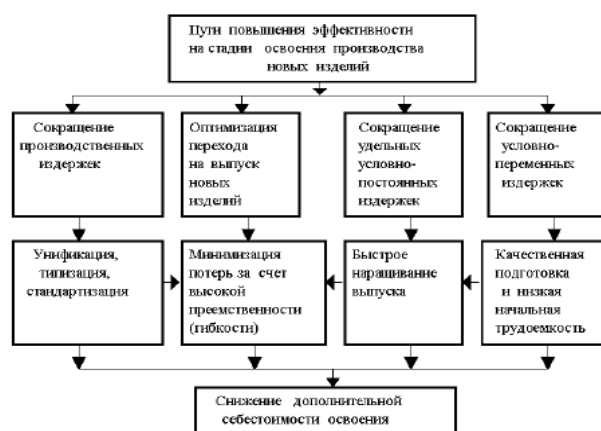 Пути повышения эффективности
на стадии освоения производства
новых изделий
Сокращение
производственных
издержек
Оптимизация
перехода
на выпуск
новых
изделий
Сокращение
удельных
условно-
постоянных
издержек
Сокращение
условно-
переменных
издержек
Унификация,
типизация,
стандартизация
Минимизация
потерь за счет
высокой
преемственности
(гибкости)
Быстрое
наращивание
выпуска
Качественная
подготовка
и низкая
начальная
трудоемкость
Снижение дополнительной
себестоимости освоения